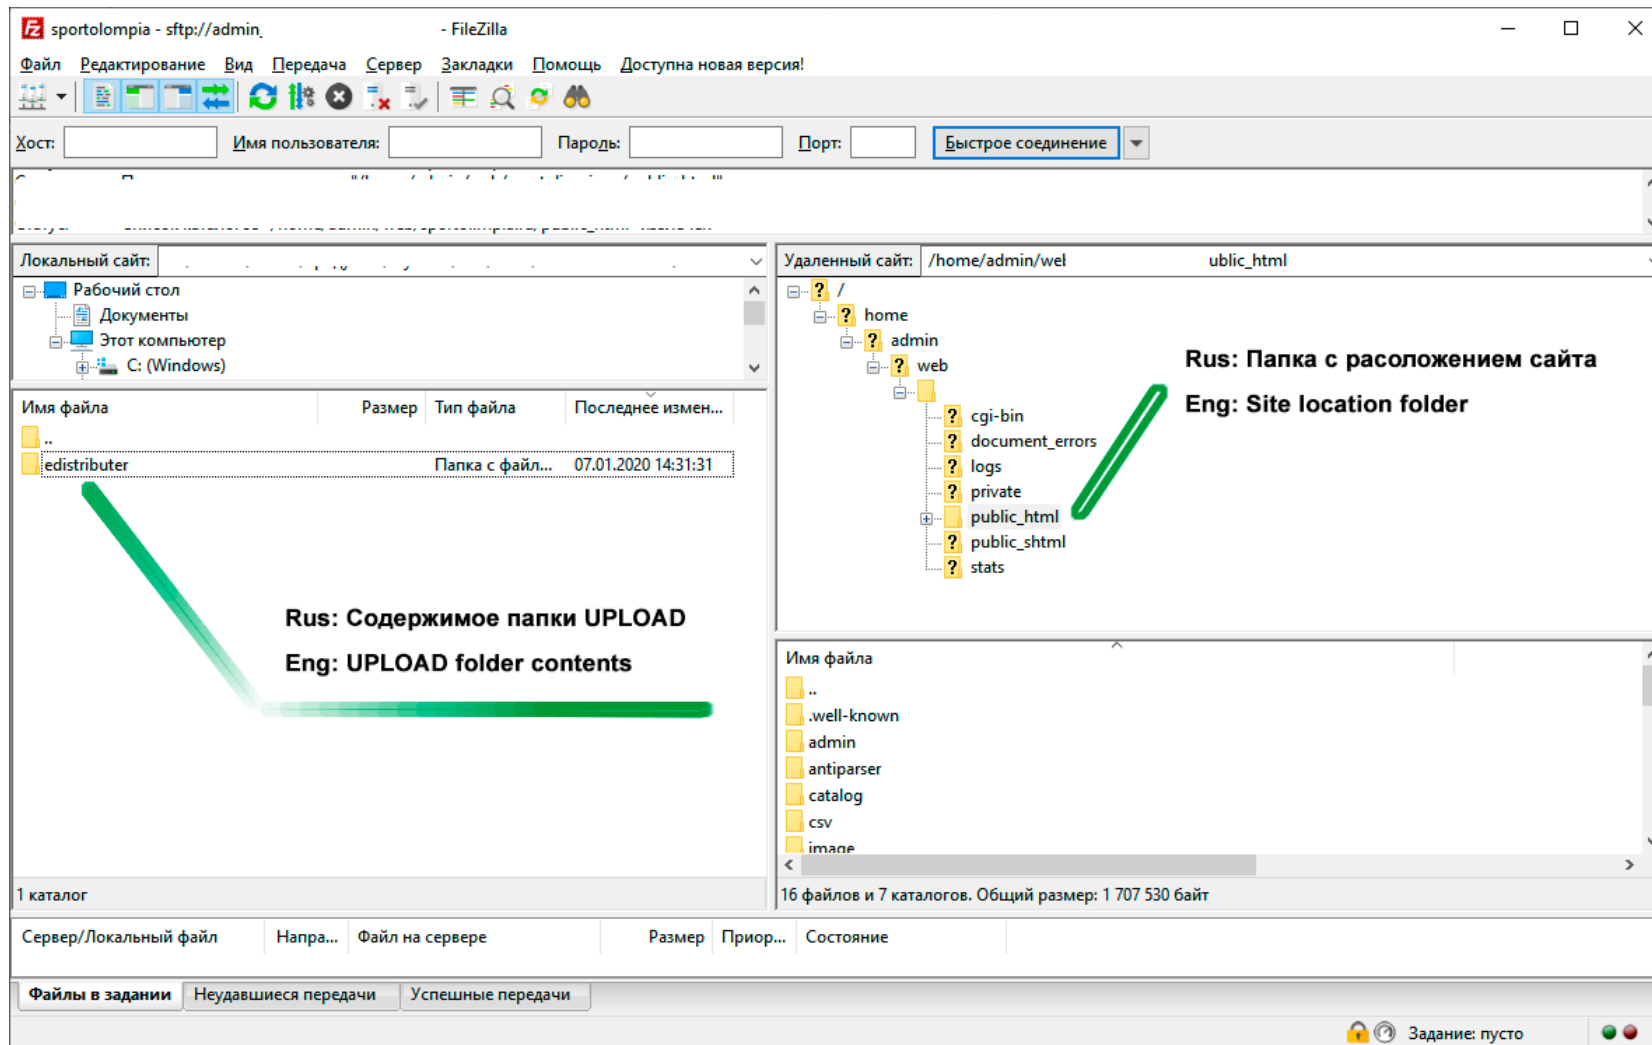 sportolompia - sftp://admin_ - FileZilla
Файл Редактирование Вид Передача Сервер Закладки Помощь Доступна новая версия!
Хост: Имя пользователя: Пароль: Порт: Быстрое соединение
Локальный сайт:
Удаленный сайт: /home/admin/web ublic_html
Рабочий стол
Документы
Этот компьютер
C: (Windows)
/
home
admin
web
cgi-bin
document_errors
logs
private
public_html
public_shtml
stats
Rus: Папка с расоложением сайта
Eng: Site location folder
Имя файла Размер Тип файла Последнее измен...
..
edistributer Папка с файл... 07.01.2020 14:31:31
Rus: Содержимое папки UPLOAD
Eng: UPLOAD folder contents
1 каталог
Имя файла
..
.well-known
admin
antiparser
catalog
csv
image
16 файлов и 7 каталогов. Общий размер: 1 707 530 байт
Сервер/Локальный файл Напра... Файл на сервере Размер Приор... Состояние
Файлы в задании Неудавшиеся передачи Успешные передачи
Задание: пусто